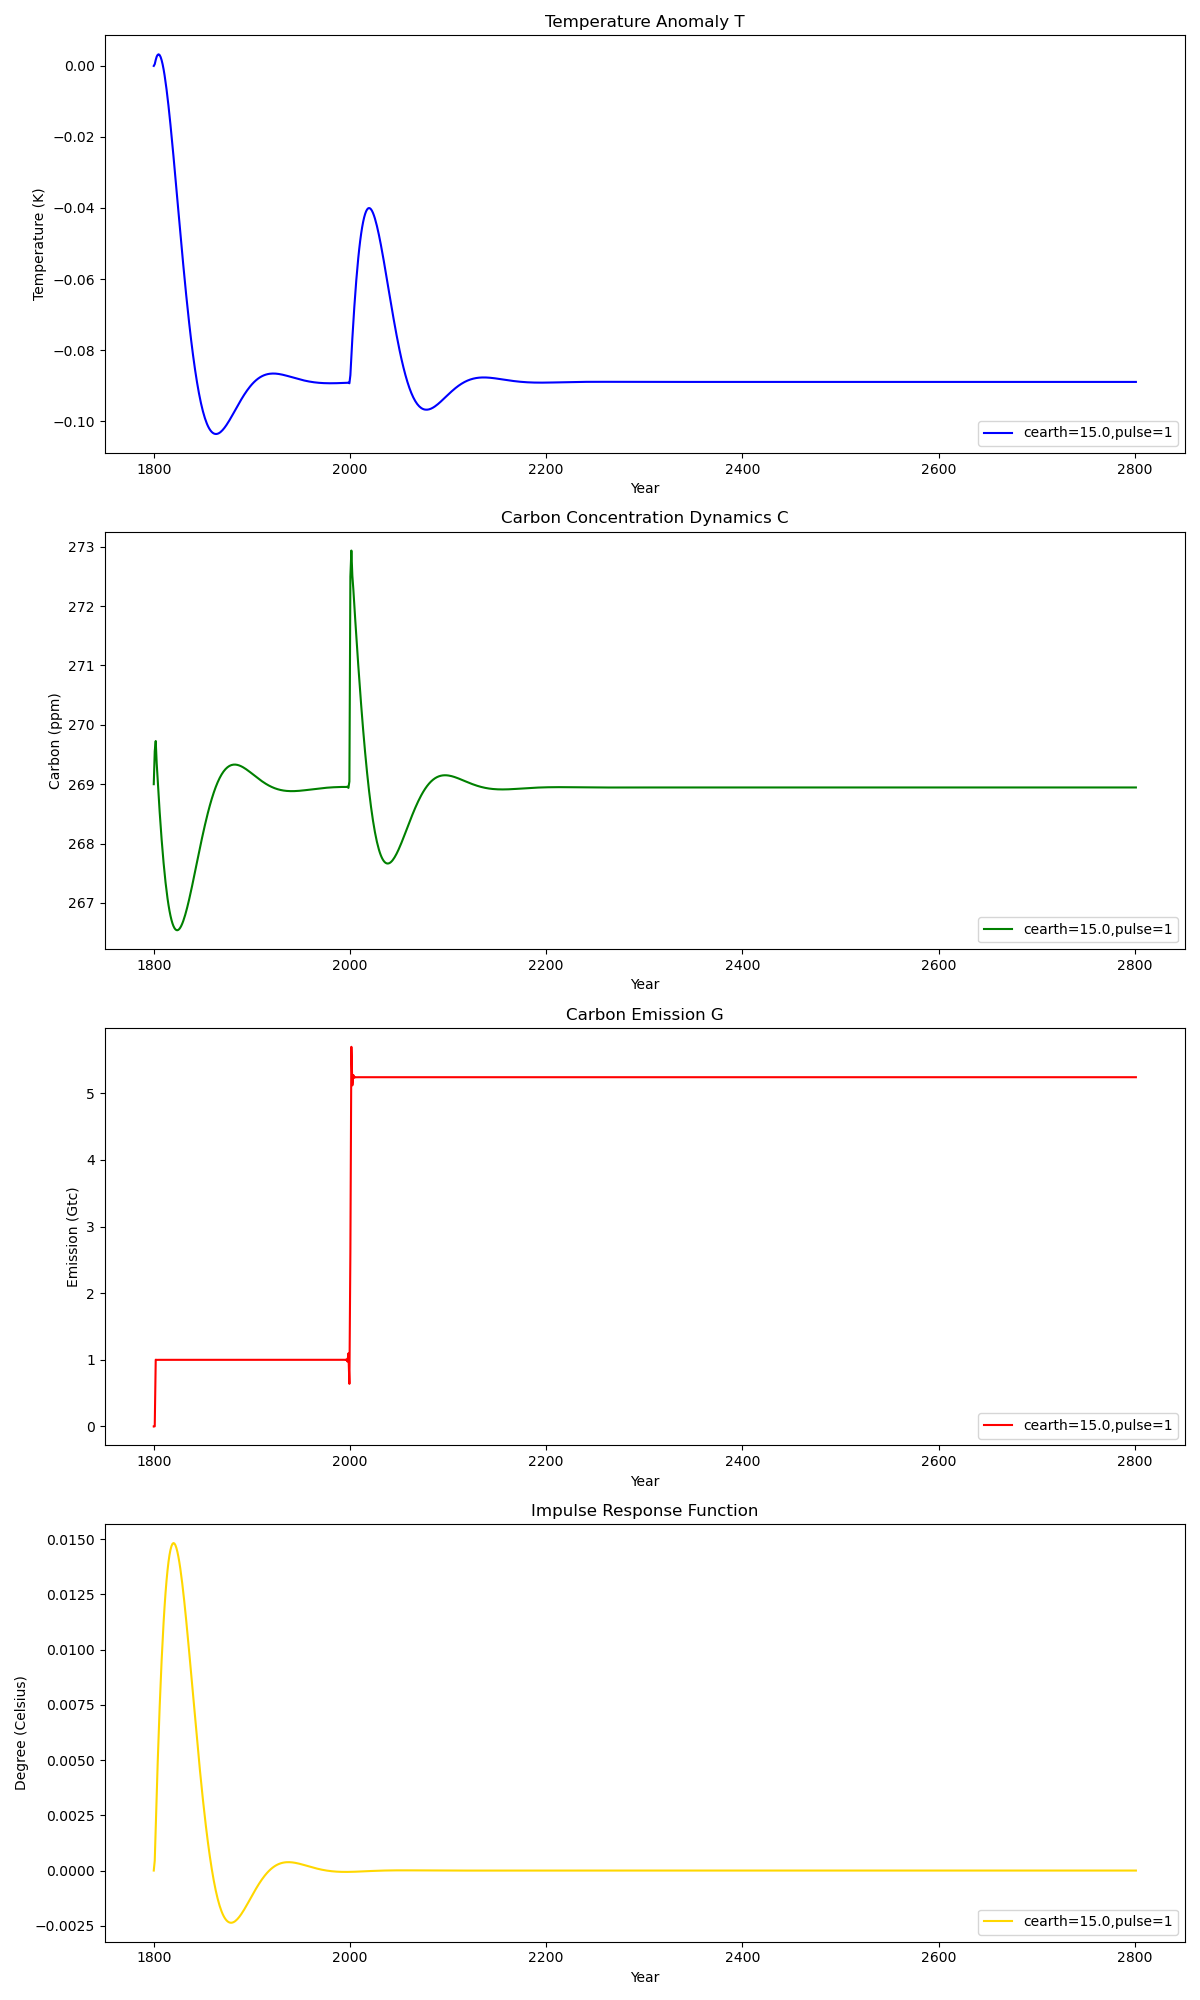 Temperature Anomaly T
0.00
−0.02
−0.04
−0.06
−0.08
−0.10
Temperature (K)
cearth=15.0,pulse=1
1800 2000 2200 2400 2600 2800
Year
Carbon Concentration Dynamics C
273
272
271
270
269
268
267
Carbon (ppm)
cearth=15.0,pulse=1
1800 2000 2200 2400 2600 2800
Year
Carbon Emission G
5
4
3
2
1
0
Emission (Gtc)
cearth=15.0,pulse=1
1800 2000 2200 2400 2600 2800
Year
Impulse Response Function
0.0150
0.0125
0.0100
0.0075
0.0050
0.0025
0.0000
−0.0025
Degree (Celsius)
cearth=15.0,pulse=1
1800 2000 2200 2400 2600 2800
Year